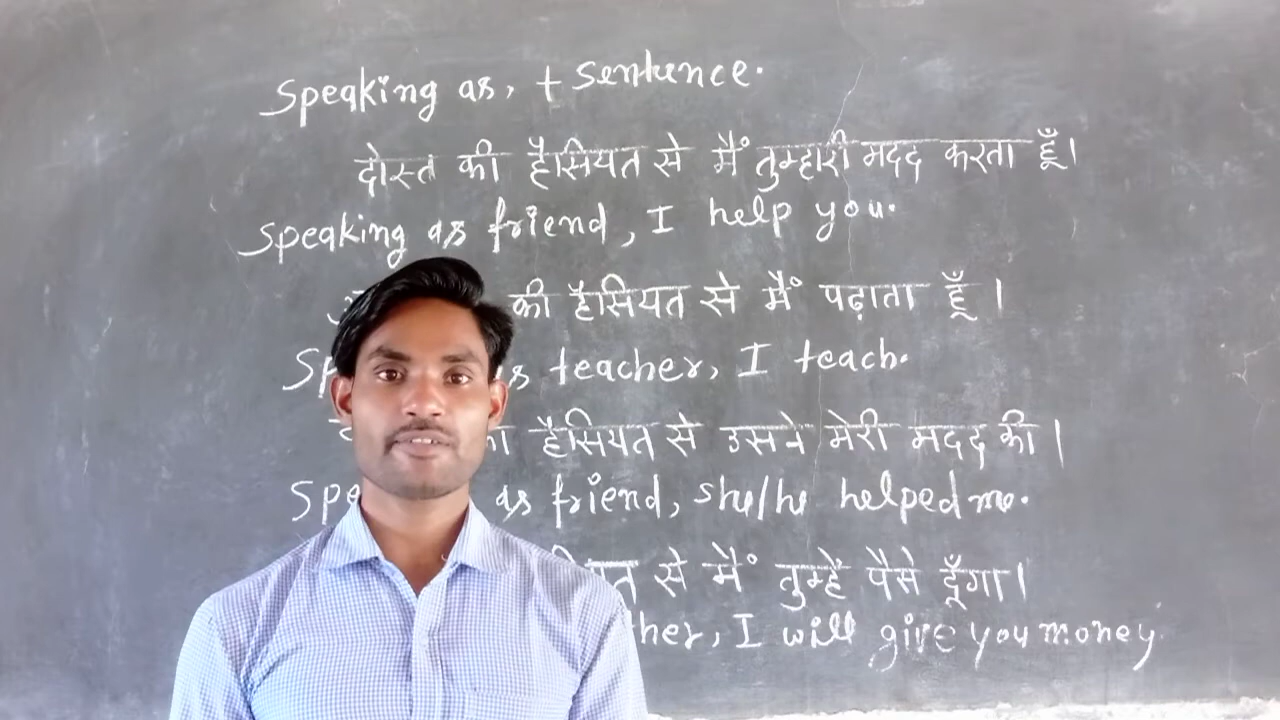 Speaking as, + sentence.
दोस्त की हैसियत से मैं तुम्हारी मदद करता हूँ।
Speaking as friend, I help you.
की हैसियत से मैं पढ़ाता हूँ।
teacher, I teach.
हैसियत से उसने मेरी मदद की।
as friend, she/he helped me.
से मैं तुम्हें पैसे दूँगा।
I will give you money.